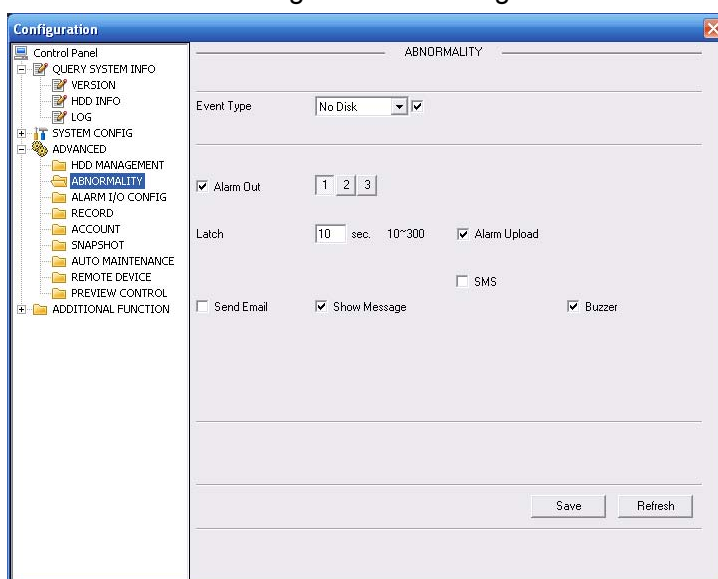 Configuration
Control Panel
QUERY SYSTEM INFO
VERSION
HDD INFO
LOG
SYSTEM CONFIG
ADVANCED
HDD MANAGEMENT
ABNORMALITY
ALARM I/O CONFIG
RECORD
ACCOUNT
SNAPSHOT
AUTO MAINTENANCE
REMOTE DEVICE
PREVIEW CONTROL
ADDITIONAL FUNCTION
ABNORMALITY
Event Type No Disk
Alarm Out 1 2 3
Latch 10 sec. 10~300 Alarm Upload
SMS
Send Email Show Message Buzzer
Save Refresh